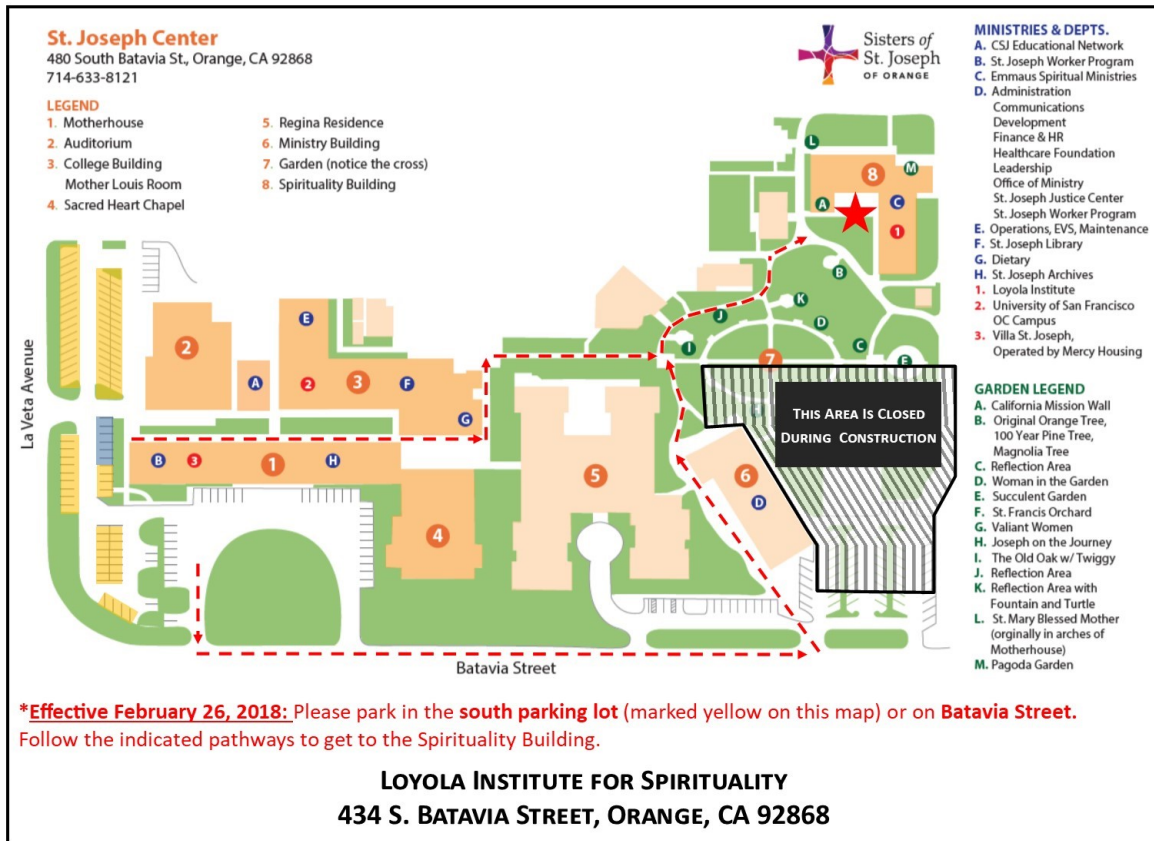 St. Joseph Center
480 South Batavia St., Orange, CA 92868
714-633-8121
LEGEND
1. Motherhouse
2. Auditorium
3. College Building
Mother Louis Room
4. Sacred Heart Chapel
5. Regina Residence
6. Ministry Building
7. Garden (notice the cross)
8. Spirituality Building
Sisters of
St. Joseph
OF ORANGE
MINISTRIES & DEPTS.
A. CSJ Educational Network
B. St. Joseph Worker Program
C. Emmaus Spiritual Ministries
D. Administration
Communications
Development
Finance & HR
Healthcare Foundation
Leadership
Office of Ministry
St. Joseph Justice Center
St. Joseph Worker Program
E. Operations, EVS, Maintenance
F. St. Joseph Library
G. Dietary
H. St. Joseph Archives
1. Loyola Institute
2. University of San Francisco
OC Campus
3. Villa St. Joseph,
Operated by Mercy Housing
GARDEN LEGEND
A. California Mission Wall
B. Original Orange Tree,
100 Year Pine Tree,
Magnolia Tree
C. Reflection Area
D. Woman in the Garden
E. Succulent Garden
F. St. Francis Orchard
G. Valiant Women
H. Joseph on the Journey
I. The Old Oak w/ Twiggy
J. Reflection Area
K. Reflection Area with
Fountain and Turtle
L. St. Mary Blessed Mother
(orginally in arches of
Motherhouse)
M. Pagoda Garden
L
8
M
A
C
1
B
K
J
D
I
C
E
7
La Veta Avenue
2
A
E
2
3
F
G
B
3
1
H
4
5
6
D
THIS AREA IS CLOSED
DURING CONSTRUCTION
Batavia Street
*Effective February 26, 2018: Please park in the south parking lot (marked yellow on this map) or on Batavia Street.
Follow the indicated pathways to get to the Spirituality Building.
LOYOLA INSTITUTE FOR SPIRITUALITY
434 S. BATAVIA STREET, ORANGE, CA 92868